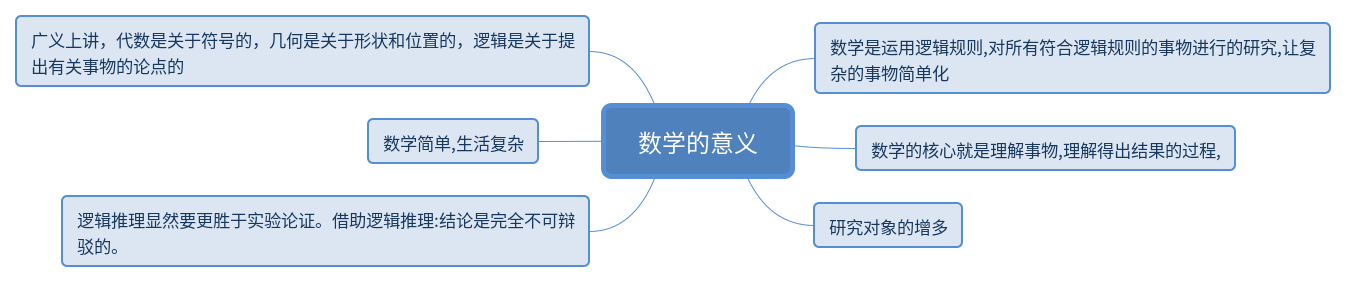 广义上讲，代数是关于符号的，几何是关于形状和位置的，逻辑是关于提
出有关事物的论点的
数学简单,生活复杂
逻辑推理显然要更胜于实验论证。借助逻辑推理:结论是完全不可辩
驳的。
数学的意义
数学是运用逻辑规则,对所有符合逻辑规则的事物进行的研究,让复
杂的事物简单化
数学的核心就是理解事物,理解得出结果的过程,
研究对象的增多